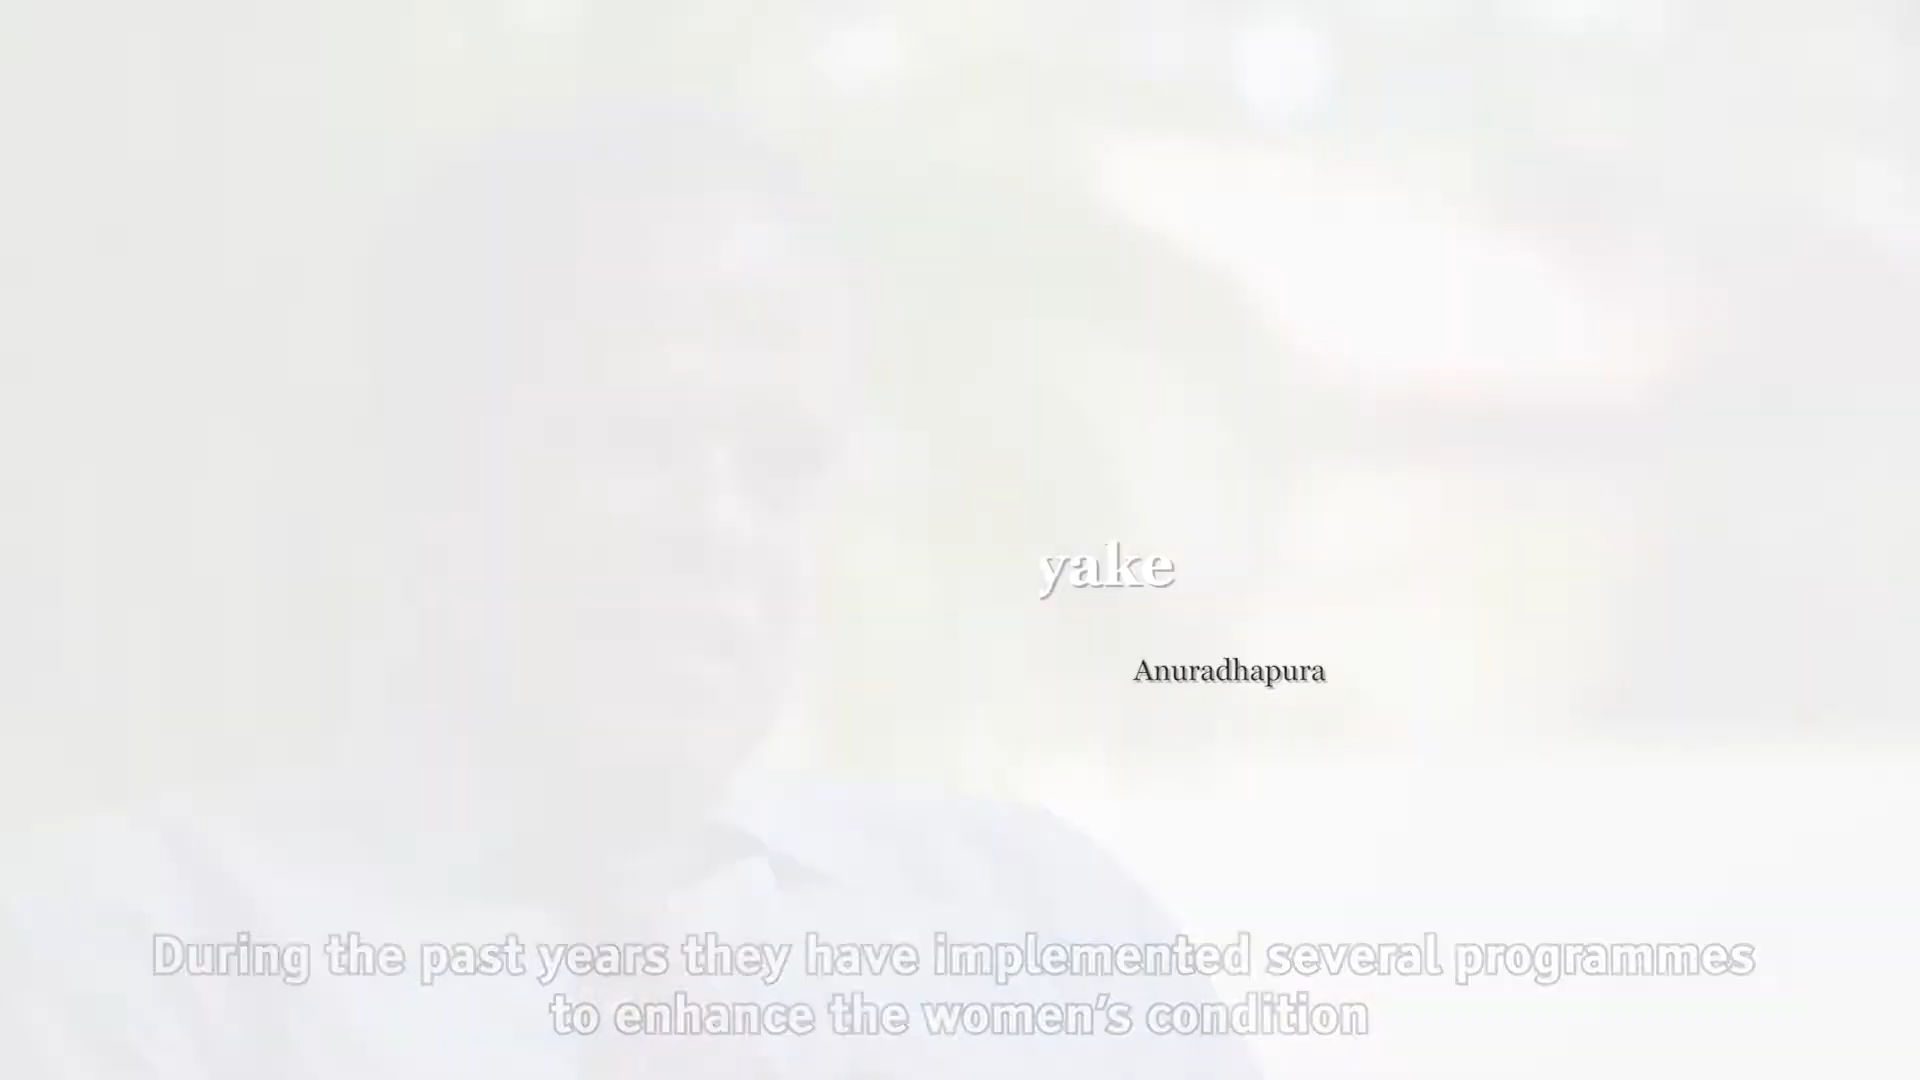 yake
Anuradhapura
During the past years they have implemented several programmes
to enhance the women's condition